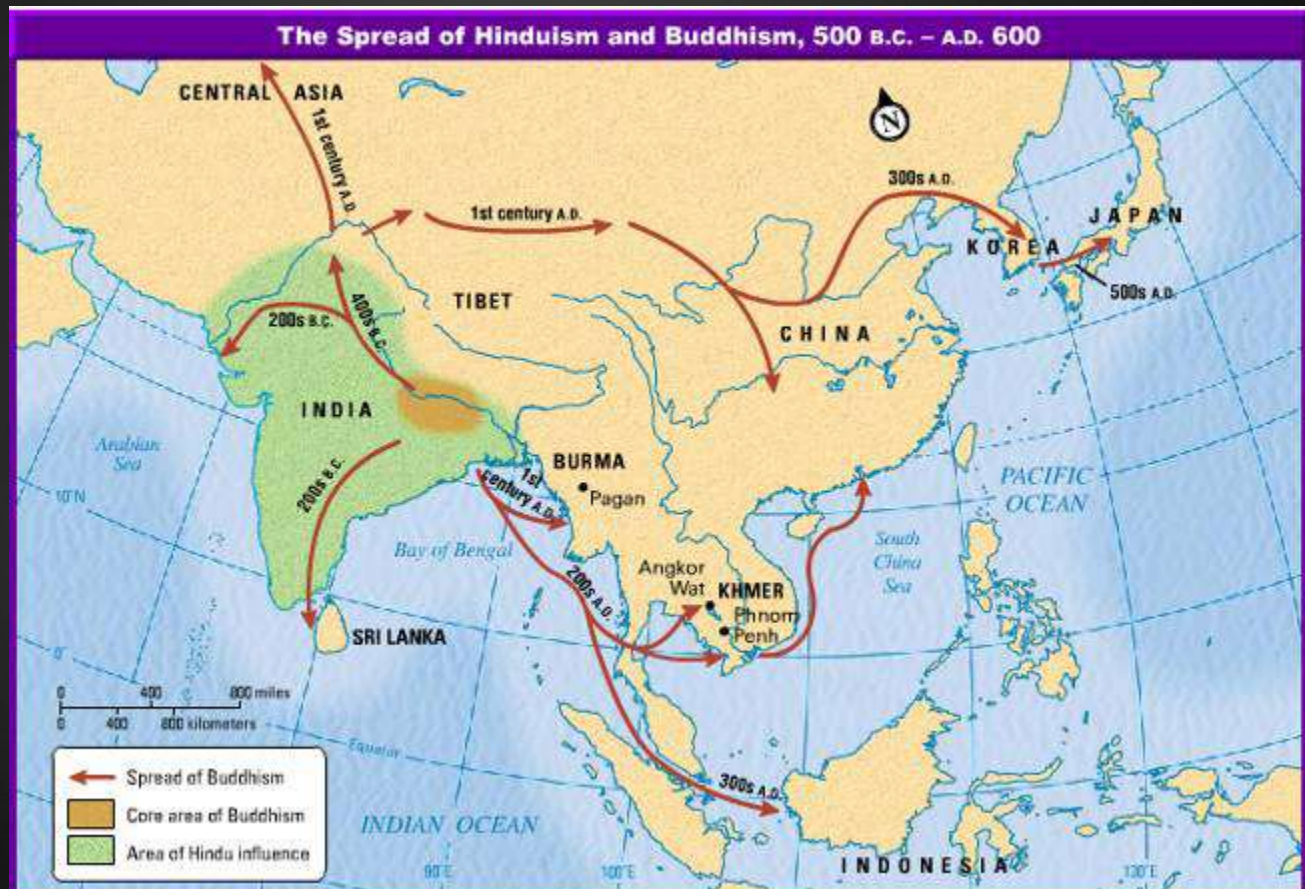 The Spread of Hinduism and Buddhism, 500 B.C. – A.D. 600
CENTRAL ASIA
1st century A.D.
1st century A.D.
300s A.D.
N
JAPAN
KOREA
500s A.D.
TIBET
CHINA
200s B.C.
400s B.C.
INDIA
Arabian
Sea
10°N
200s B.C.
BURMA
Pagan
1st
century A.D.
Bay of Bengal
PACIFIC
OCEAN
South
China
Sea
Angkor
Wat
KHMER
Phnom
Penh
200s A.D.
SRI LANKA
0°
0 400 800 miles
0 400 800 kilometers
Equator
300s A.D.
Spread of Buddhism
Core area of Buddhism
Area of Hindu influence
INDIAN OCEAN
INDONESIA
90°E
100°E
130°E